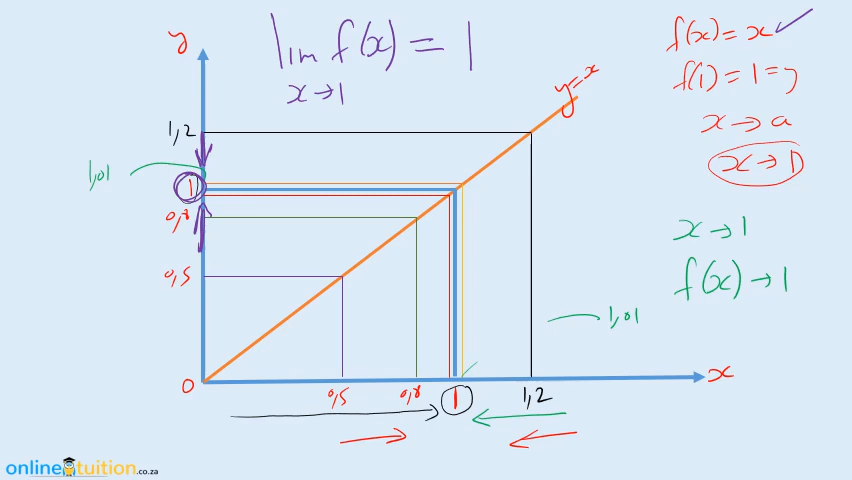 lim f(x) = 1
x→1
f(x) = x
f(1) = 1 = y
x → a
x → 1
x → 1
f(x) → 1
y
y=x
1,2
1,01
1
0,8
0,5
0
0,5
0,8
1
1,2
x
1,01
onlinetuition.co.za